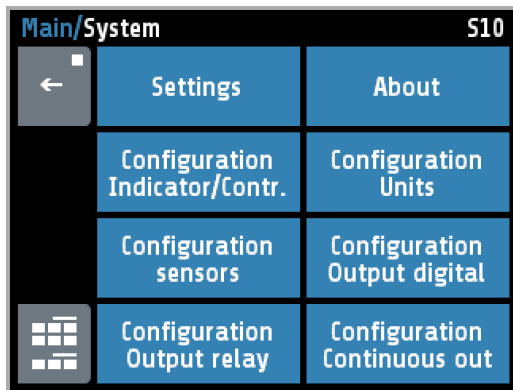 Main/System S10
Settings
About
Configuration
Indicator/Contr.
Configuration
Units
Configuration
sensors
Configuration
Output digital
Configuration
Output relay
Configuration
Continuous out